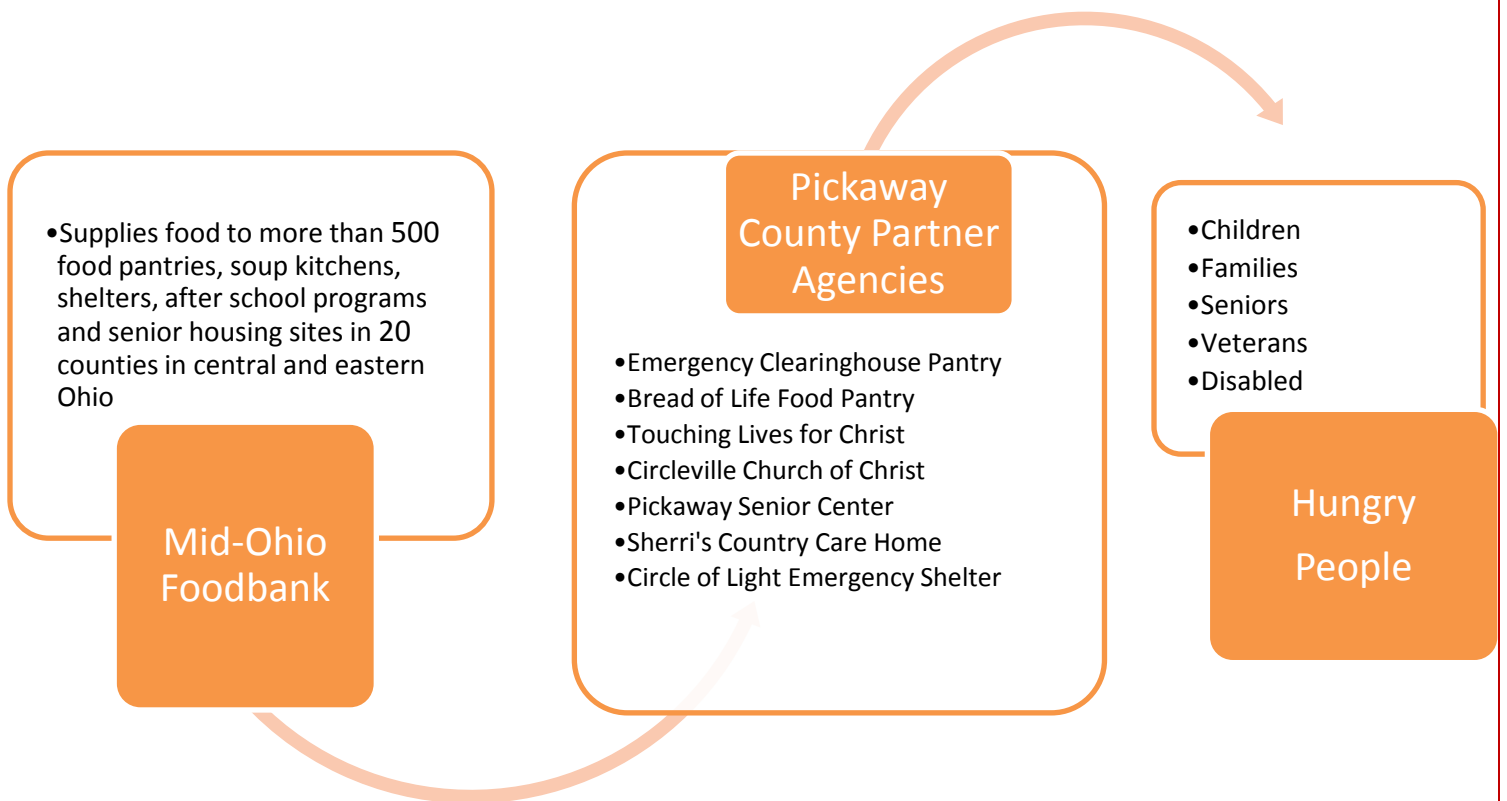 •Supplies food to more than 500
food pantries, soup kitchens,
shelters, after school programs
and senior housing sites in 20
counties in central and eastern
Ohio
Mid-Ohio
Foodbank
Pickaway
County Partner
Agencies
•Emergency Clearinghouse Pantry
•Bread of Life Food Pantry
•Touching Lives for Christ
•Circleville Church of Christ
•Pickaway Senior Center
•Sherri's Country Care Home
•Circle of Light Emergency Shelter
•Children
•Families
•Seniors
•Veterans
•Disabled
Hungry
People